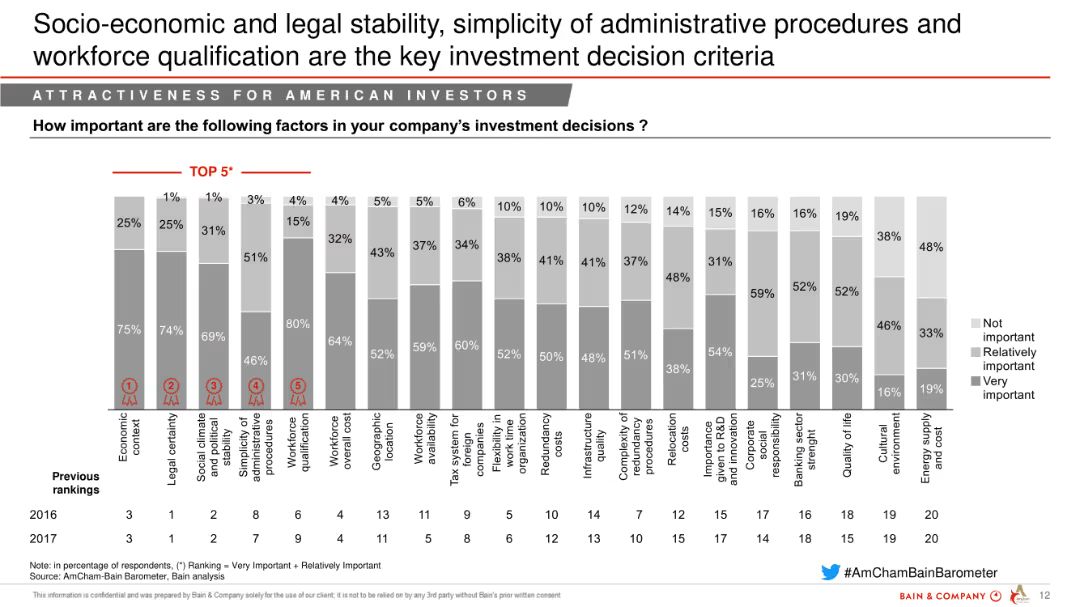 Socio-economic and legal stability, simplicity of administrative procedures and
workforce qualification are the key investment decision criteria
ATTRACTIVENESS FOR AMERICAN INVESTORS
How important are the following factors in your company's investment decisions ?
TOP 5*
1% 1% 3% 4% 4% 5% 5% 6% 10% 10% 10% 12% 14% 15% 16% 16% 19% 38% 48%
25% 25% 31% 51% 15% 32% 43% 37% 34% 38% 41% 41% 37% 48% 31% 59% 52% 52% 46% 33%
75% 74% 69% 46% 80% 64% 52% 59% 60% 52% 50% 48% 51% 38% 54% 25% 31% 30% 16% 19%
1 2 3 4 5
Not
important
Relatively
important
Very
important
Economic
context
Legal certainty
Social climate
and political
stability
Simplicity of
administrative
procedures
Workforce
qualification
Workforce
overall cost
Geographic
location
Workforce
availability
Tax system for
foreign
companies
Flexibility in
work time
organization
Redundancy
costs
Infrastructure
quality
Complexity of
redundancy
procedures
Relocation
costs
Importance
given to R&D
and innovation
Corporate
social
responsibility
Banking sector
strenght
Quality of life
Cultural
environment
Energy supply
and cost
Previous
rankings
2016 3 1 2 8 6 4 13 11 9 5 10 14 7 12 15 17 16 18 19 20
2017 3 1 2 7 9 4 11 5 8 6 12 13 10 15 17 14 18 15 19 20
Note: in percentage of respondents, (*) Ranking = Very Important + Relatively Important
Source: AmCham-Bain Barometer, Bain analysis
#AmChamBainBarometer
This information is confidential and was prepared by Bain & Company solely for the use of our client; it is not to be relied on by any 3rd party without Bain's prior written consent
BAIN & COMPANY
12